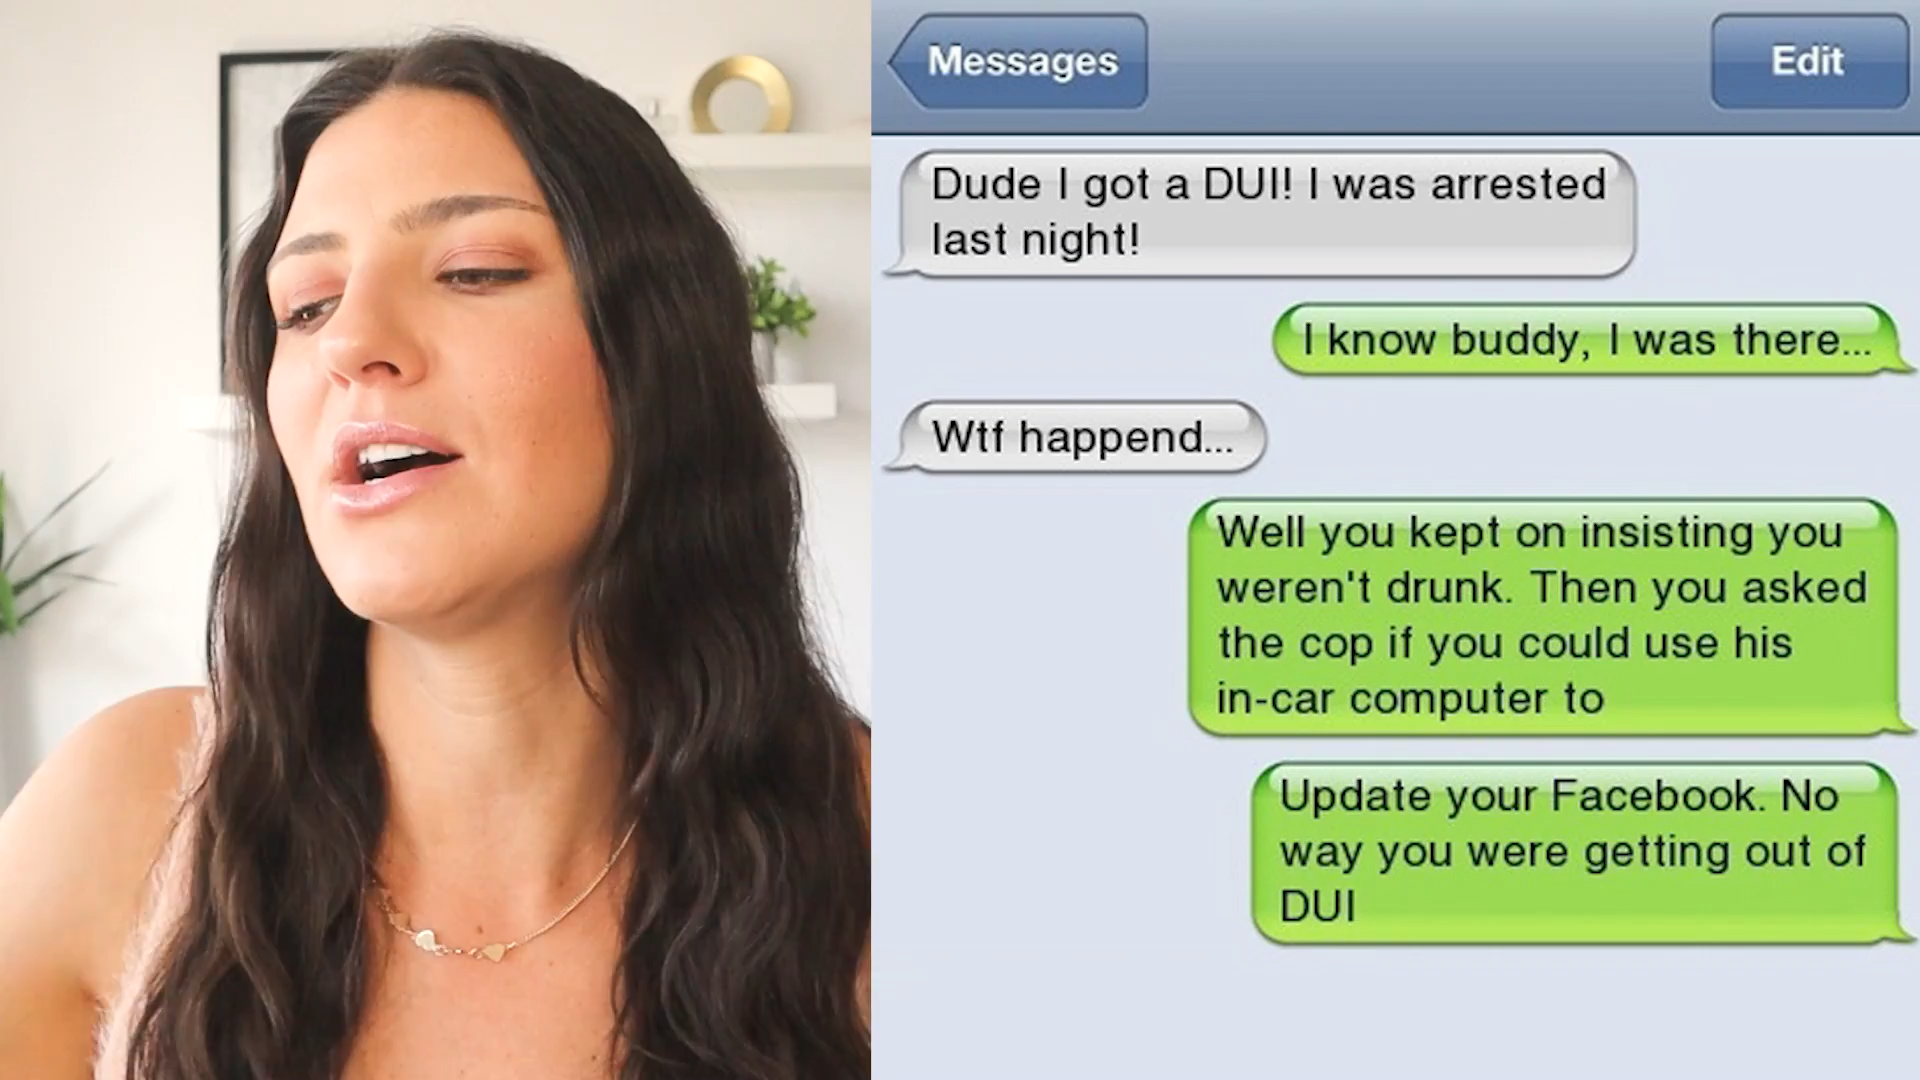 Messages
Edit
Dude I got a DUI! I was arrested
last night!
I know buddy, I was there...
Wtf happend...
Well you kept on insisting you
weren't drunk. Then you asked
the cop if you could use his
in-car computer to
Update your Facebook. No
way you were getting out of
DUI